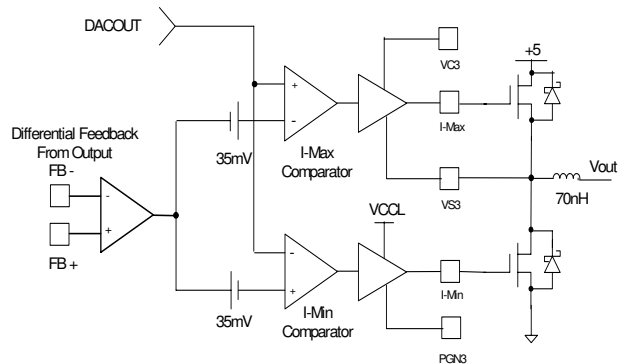 DACOUT
+5
VC3
+
-
I-Max
I-Max
Comparator
35mV
Differential Feedback
From Output
FB -
-
+
FB +
VS3
Vout
70nH
VCCL
-
+
I-Min
I-Min
Comparator
35mV
PGN3